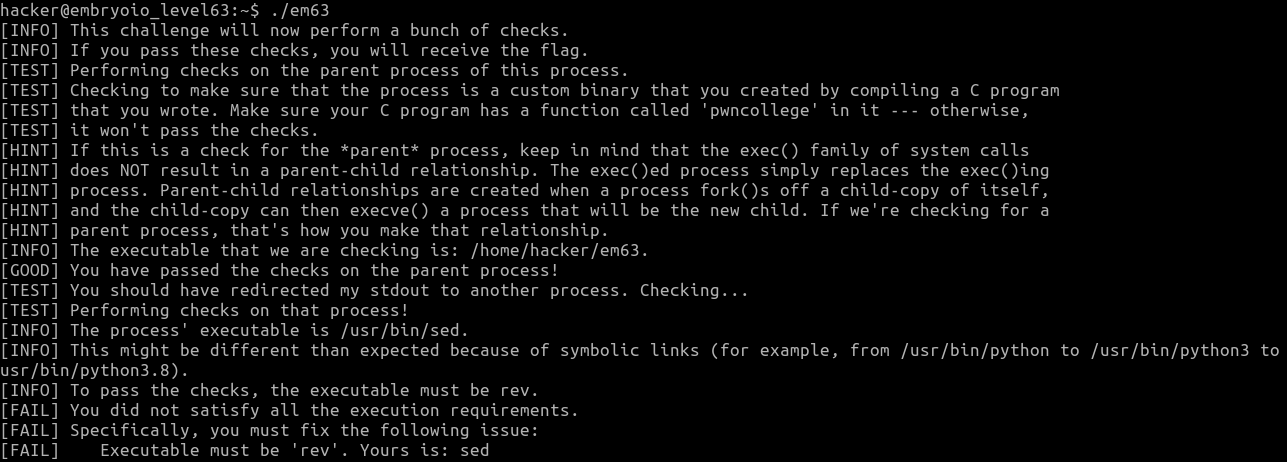 hacker@embryoio_level63:~$ ./em63
[INFO] This challenge will now perform a bunch of checks.
[INFO] If you pass these checks, you will receive the flag.
[TEST] Performing checks on the parent process of this process.
[TEST] Checking to make sure that the process is a custom binary that you created by compiling a C program
[TEST] that you wrote. Make sure your C program has a function called 'pwncollege' in it --- otherwise,
[TEST] it won't pass the checks.
[HINT] If this is a check for the *parent* process, keep in mind that the exec() family of system calls
[HINT] does NOT result in a parent-child relationship. The exec()ed process simply replaces the exec()ing
[HINT] process. Parent-child relationships are created when a process fork()s off a child-copy of itself,
[HINT] and the child-copy can then execve() a process that will be the new child. If we're checking for a
[HINT] parent process, that's how you make that relationship.
[INFO] The executable that we are checking is: /home/hacker/em63.
[GOOD] You have passed the checks on the parent process!
[TEST] You should have redirected my stdout to another process. Checking...
[TEST] Performing checks on that process!
[INFO] The process' executable is /usr/bin/sed.
[INFO] This might be different than expected because of symbolic links (for example, from /usr/bin/python to /usr/bin/python3 to
usr/bin/python3.8).
[INFO] To pass the checks, the executable must be rev.
[FAIL] You did not satisfy all the execution requirements.
[FAIL] Specifically, you must fix the following issue:
[FAIL]    Executable must be 'rev'. Yours is: sed